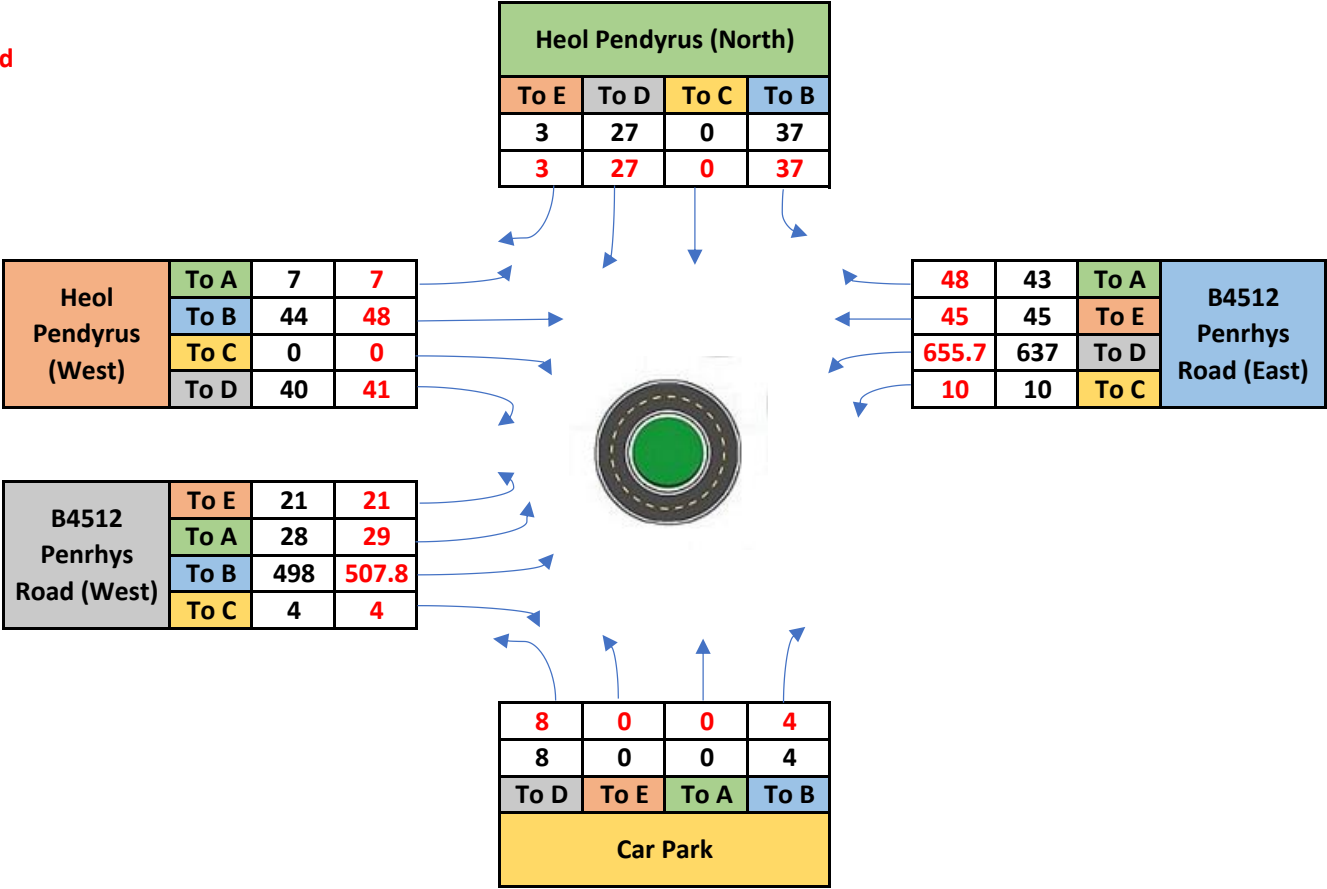 Heol Pendyrus (North)
d
To E To D To C To B
3 27 0 37
3 27 0 37
Heol
Pendyrus
(West)
To A 7 7
To B 44 48
To C 0 0
To D 40 41
48 43 To A
45 45 To E
655.7 637 To D
10 10 To C
B4512
Penrhys
Road (East)
B4512
Penrhys
Road (West)
To E 21 21
To A 28 29
To B 498 507.8
To C 4 4
8 0 0 4
8 0 0 4
To D To E To A To B
Car Park